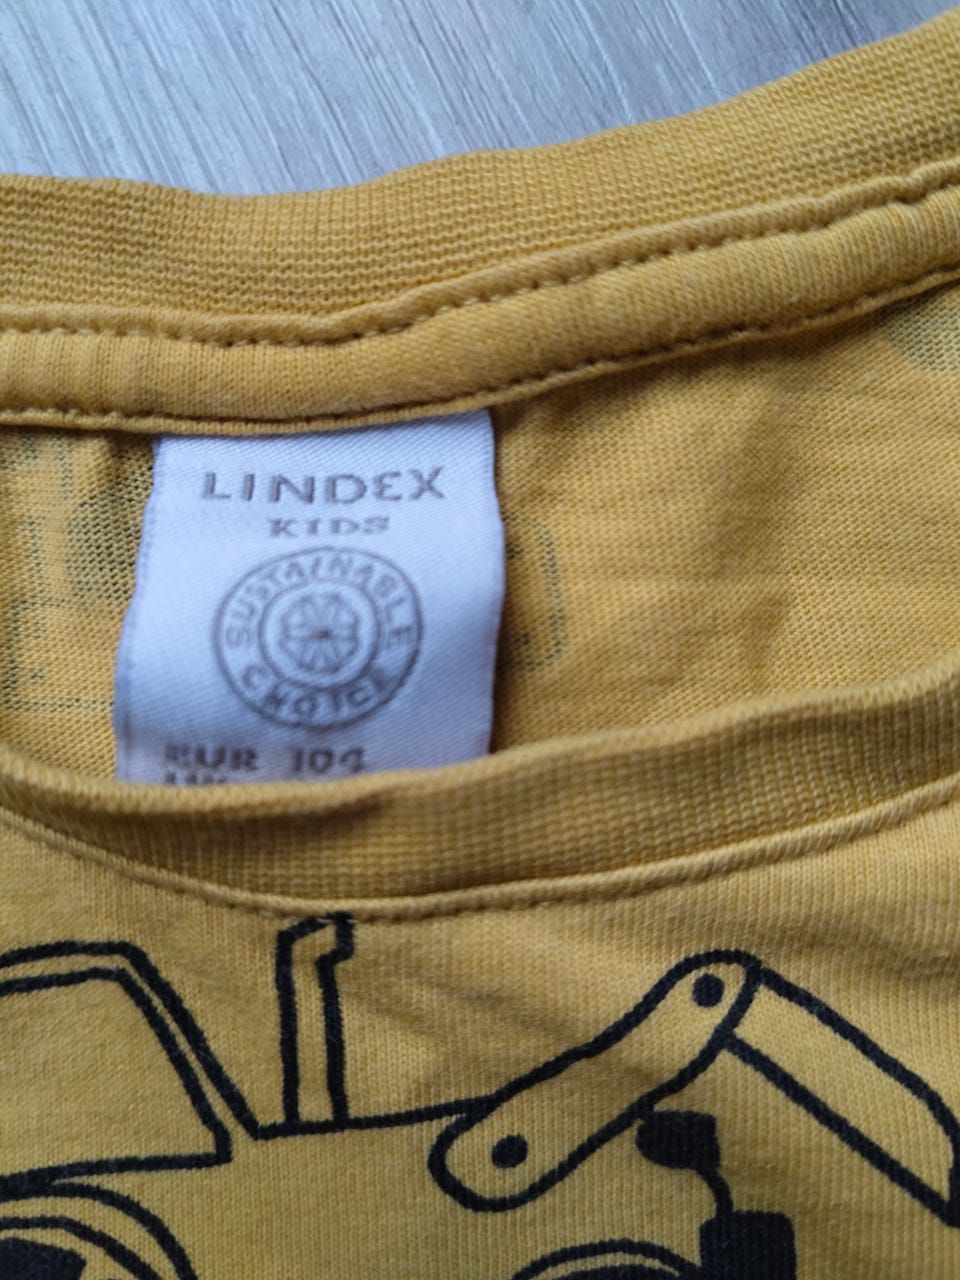 LINDEX
KIDS
SUSTAINABLE
CHOICE
EUR 104